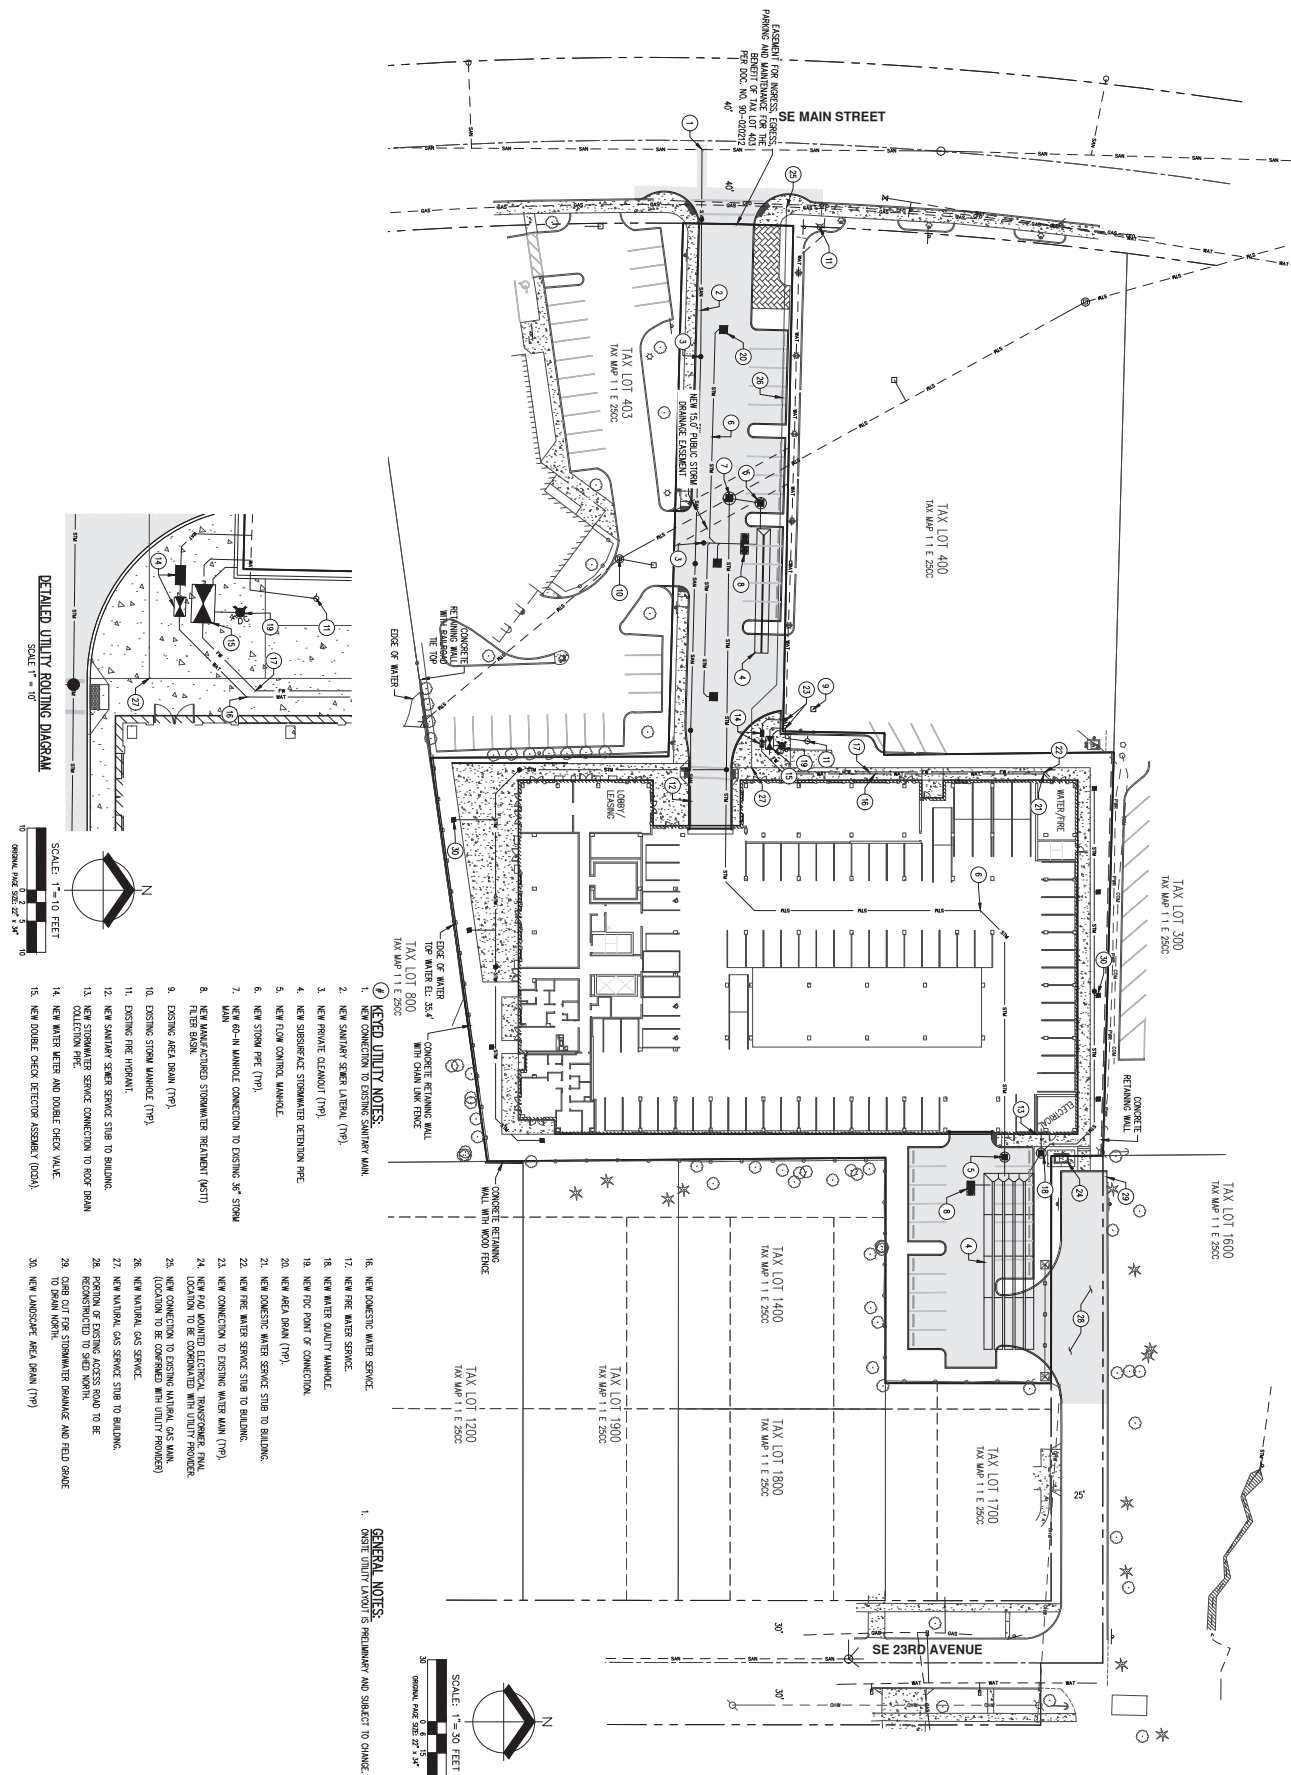 EASEMENT FOR INGRESS, EGRESS,
PARKING AND MAINTENANCE FOR THE
BENEFIT OF TAX LOT 403
PER DOC. NO. 90-020212
SE MAIN STREET
40'
40'
TAX LOT 403
TAX MAP 1 1 E 25CC
NEW 15.0' PUBLIC STORM
DRAINAGE EASEMENT
TAX LOT 400
TAX MAP 1 1 E 25CC
CONCRETE
RETAINING WALL
WITH RAILROAD
TIE TOP
EDGE OF WATER
LOBBY/
LEASING
WATER/FIRE
ELECTRICAL
TAX LOT 300
TAX MAP 1 1 E 25CC
CONCRETE
RETAINING WALL
EDGE OF WATER
TOP WATER EL: 35.4'
TAX LOT 800
TAX MAP 1 1 E 25CC
CONCRETE RETAINING WALL
WITH CHAIN LINK FENCE
CONCRETE RETAINING
WALL WITH WOOD FENCE
TAX LOT 1600
TAX MAP 1 1 E 25CC
TAX LOT 1400
TAX MAP 1 1 E 25CC
TAX LOT 1200
TAX MAP 1 1 E 25CC
TAX LOT 1900
TAX MAP 1 1 E 25CC
TAX LOT 1800
TAX MAP 1 1 E 25CC
TAX LOT 1700
TAX MAP 1 1 E 25CC
25'
30'
SE 23RD AVENUE
30'
DETAILED UTILITY ROUTING DIAGRAM
SCALE 1" = 10'
N
SCALE: 1"=10 FEET
10 0 2 5 10
ORIGINAL PAGE SIZE: 22" x 34"
# KEYED UTILITY NOTES:
1. NEW CONNECTION TO EXISTING SANITARY MAIN.
2. NEW SANITARY SEWER LATERAL (TYP).
3. NEW PRIVATE CLEANOUT (TYP).
4. NEW SUBSURFACE STORMWATER DETENTION PIPE.
5. NEW FLOW CONTROL MANHOLE
6. NEW STORM PIPE (TYP).
7. NEW 60-IN MANHOLE CONNECTION TO EXISTING 36" STORM
MAIN.
8. NEW MANUFACTURED STORMWATER TREATMENT (MSTT)
FILTER BASIN.
9. EXISTING AREA DRAIN (TYP).
10. EXISTING STORM MANHOLE (TYP).
11. EXISTING FIRE HYDRANT.
12. NEW SANITARY SEWER SERVICE STUB TO BUILDING.
13. NEW STORMWATER SERVICE CONNECTION TO ROOF DRAIN
COLLECTION PIPE.
14. NEW WATER METER AND DOUBLE CHECK VALVE.
15. NEW DOUBLE CHECK DETECTOR ASSEMBLY (DCDA).
16. NEW DOMESTIC WATER SERVICE.
17. NEW FIRE WATER SERVICE.
18. NEW WATER QUALITY MANHOLE.
19. NEW FDC POINT OF CONNECTION.
20. NEW AREA DRAIN (TYP).
21. NEW DOMESTIC WATER SERVICE STUB TO BUILDING.
22. NEW FIRE WATER SERVICE STUB TO BUILDING.
23. NEW CONNECTION TO EXISTING WATER MAIN (TYP).
24. NEW PAD MOUNTED ELECTRICAL TRANSFORMER. FINAL
LOCATION TO BE COORDINATED WITH UTILITY PROVIDER.
25. NEW CONNECTION TO EXISTING NATURAL GAS MAIN.
(LOCATION TO BE CONFIRMED WITH UTILITY PROVIDER)
26. NEW NATURAL GAS SERVICE.
27. NEW NATURAL GAS SERVICE STUB TO BUILDING.
28. PORTION OF EXISTING ACCESS ROAD TO BE
RECONSTRUCTED TO SHED NORTH.
29. CURB CUT FOR STORMWATER DRAINAGE AND FIELD GRADE
TO DRAIN NORTH.
30. NEW LANDSCAPE AREA DRAIN (TYP)
GENERAL NOTES:
1. ONSITE UTILITY LAYOUT IS PRELIMINARY AND SUBJECT TO CHANGE.
N
SCALE: 1"=30 FEET
30 0 6 15
ORIGINAL PAGE SIZE: 22" x 34"